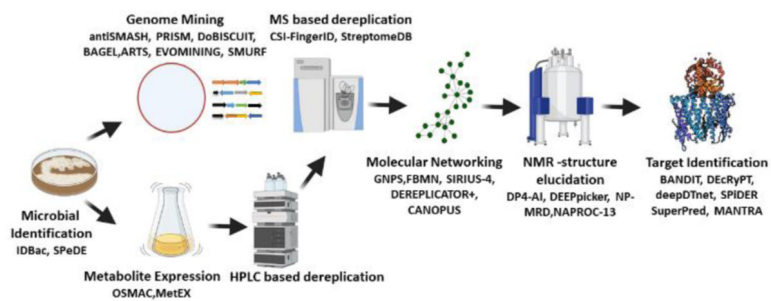 Genome Mining
antiSMASH, PRISM, DoBISCUIT,
BAGEL,ARTS, EVOMINING, SMURF
MS based dereplication
CSI-FingerID, StreptomeDB
Microbial
Identification
IDBac, SPeDE
Metabolite Expression
OSMAC,MetEX
HPLC based dereplication
Molecular Networking
GNPS,FBMN, SIRIUS-4,
DEREPLICATOR+,
CANOPUS
NMR -structure
elucidation
DP4-AI, DEEPpicker, NP-
MRD,NAPROC-13
Target Identification
BANDIT, DEcRyPT,
deepDTnet, SPIDER
SuperPred, MANTRA